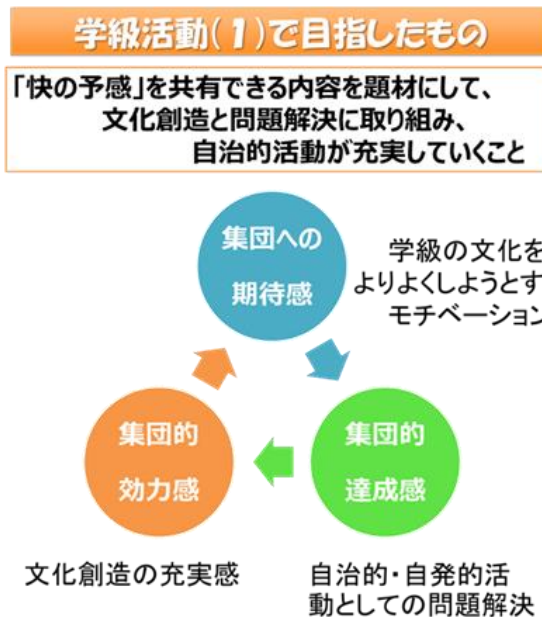 学級活動(１)で目指したもの
「快の予感」を共有できる内容を題材にして、
文化創造と問題解決に取り組み、
自治的活動が充実していくこと
集団への
期待感
学級の文化を
よりよくしようとす
モチベーション
集団的
効力感
集団的
達成感
文化創造の充実感
自治的・自発的活
動としての問題解決